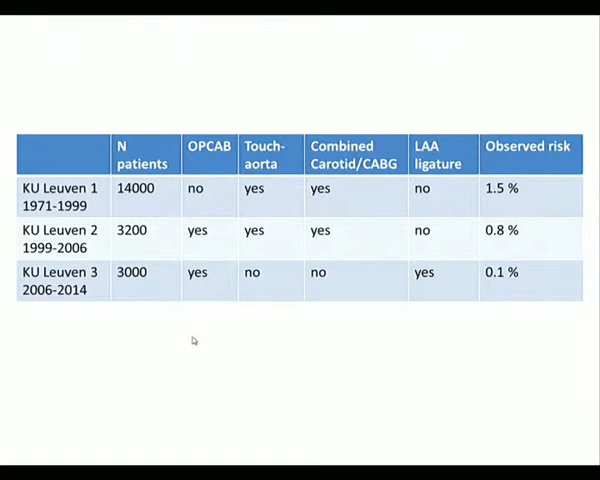 N patients OPCAB Touch-aorta Combined Carotid/CABG LAA ligature Observed risk
KU Leuven 1 1971-1999 14000 no yes yes no 1.5 %
KU Leuven 2 1999-2006 3200 yes yes yes no 0.8 %
KU Leuven 3 2006-2014 3000 yes no no yes 0.1 %